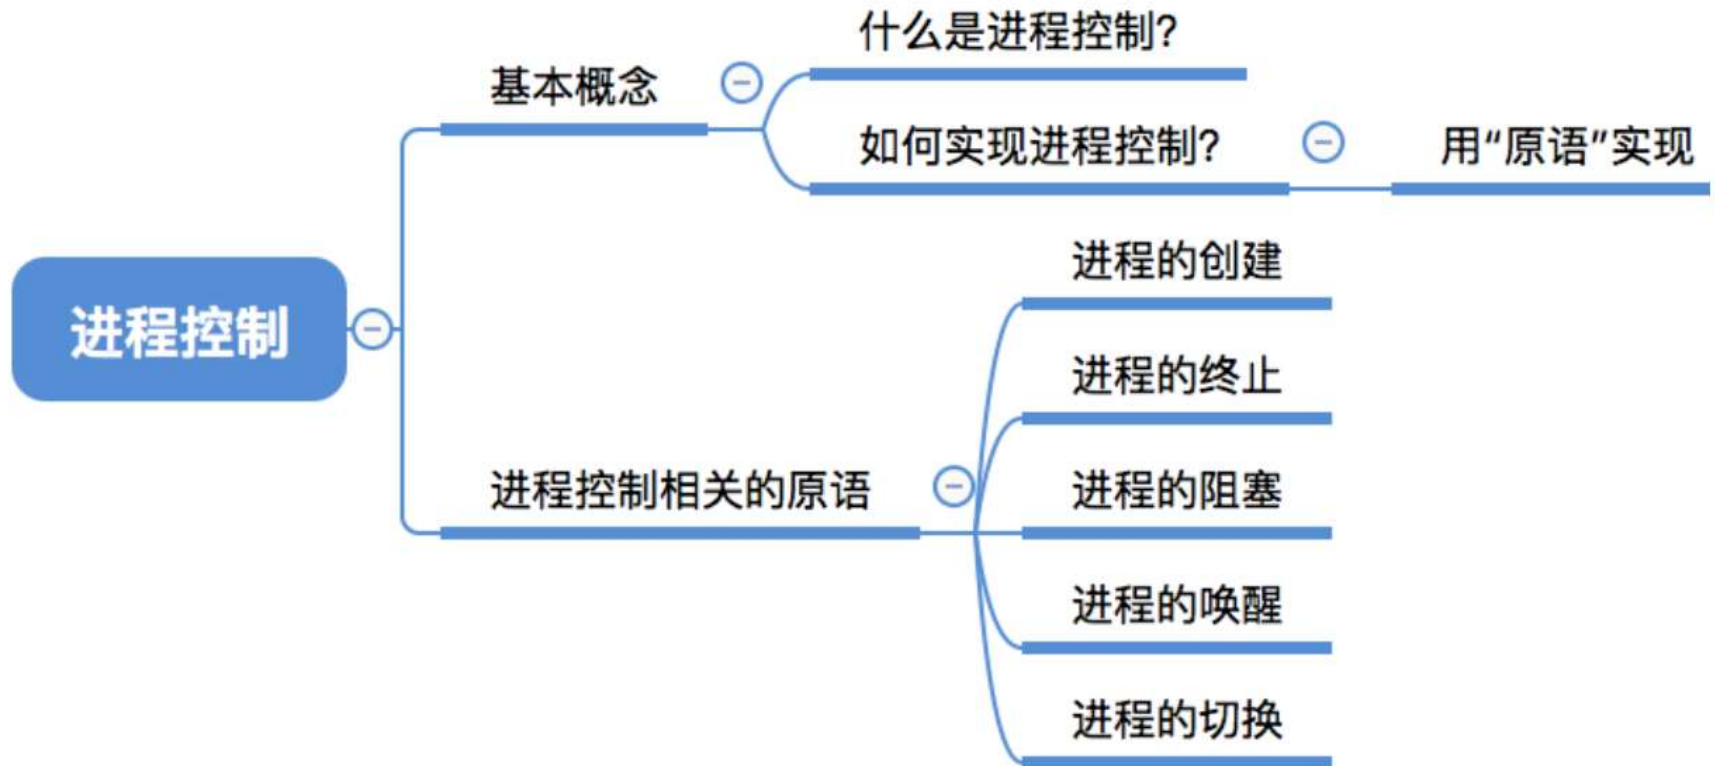 什么是进程控制?
基本概念
如何实现进程控制?
用“原语”实现
进程的创建
进程控制
进程的终止
进程控制相关的原语
进程的阻塞
进程的唤醒
进程的切换